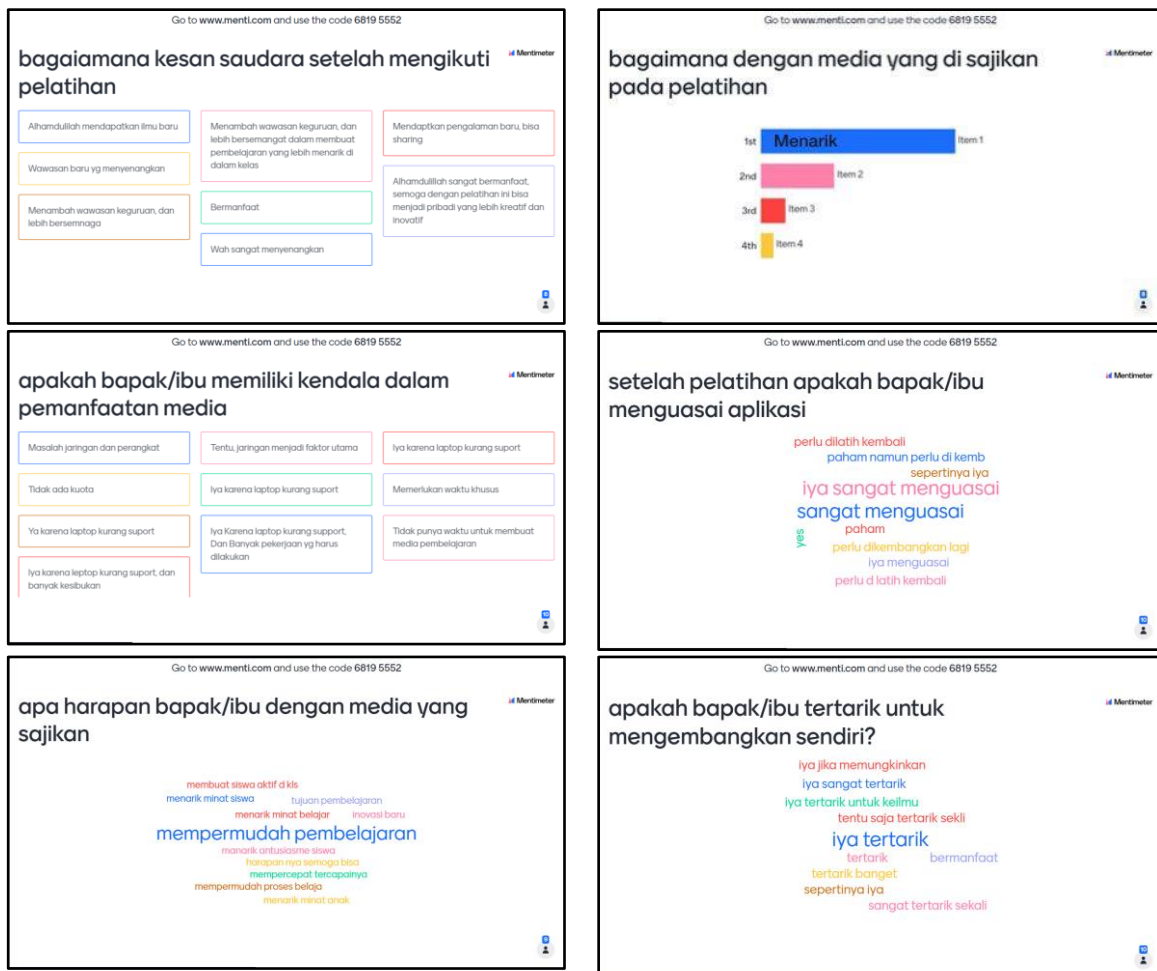 Go to www.menti.com and use the code 6819 5552
bagaiamana kesan saudara setelah mengikuti
pelatihan
Mentimeter
Alhamdulilah mendapatkan ilmu baru
Wawasan baru yg menyenangkan
Menambah wawasan keguruan, dan
lebih bersemnaga
Menambah wawasan keguruan, dan
lebih bersemangat dalam membuat
pembelajaran yang lebih menarik di
dalam kelas
Bermanfaat
Wah sangat menyenangkan
Mendaptkan pengalaman baru, bisa
sharing
Alhamdulillah sangat bermanfaat,
semoga dengan pelatihan ini bisa
menjadi pribadi yang lebih kreatif dan
inovatif
8
Go to www.menti.com and use the code 6819 5552
bagaimana dengan media yang di sajikan
pada pelatihan
Mentimeter
1st Menarik Item 1
2nd Item 2
3rd Item 3
4th Item 4
Go to www.menti.com and use the code 6819 5552
apakah bapak/ibu memiliki kendala dalam
pemanfaatan media
Mentimeter
Masalah jaringan dan perangkat
Tidak ada kuota
Ya karena laptop kurang suport
Iya karena leptop kurang suport, dan
banyak kesibukan
Tentu, jaringan menjadi faktor utama
Iya karena laptop kurang suport
Iya Karena laptop kurang support,
Dan Banyak pekerjaan yg harus
dilakukan
Iya karena laptop kurang suport
Memerlukan waktu khusus
Tidak punya waktu untuk membuat
media pembelajaran
10
Go to www.menti.com and use the code 6819 5552
setelah pelatihan apakah bapak/ibu
menguasai aplikasi
Mentimeter
perlu dilatih kembali
paham namun perlu di kemb
sepertinya iya
iya sangat menguasai
sangat menguasai
yes
paham
perlu dikembangkan lagi
iya menguasai
perlu d latih kembali
10
Go to www.menti.com and use the code 6819 5552
apa harapan bapak/ibu dengan media yang
sajikan
Mentimeter
membuat siswa aktif d kls
menarik minat siswa tujuan pembelajaran
menarik minat belajar inovasi baru
mempermudah pembelajaran
manarik antusiasme siswa
harapan nya semoga bisa
mempercepat tercapainya
mempermudah proses belaja
menarik minat anak
Go to www.menti.com and use the code 6819 5552
apakah bapak/ibu tertarik untuk
mengembangkan sendiri?
Mentimeter
iya jika memungkinkan
iya sangat tertarik
iya tertarik untuk keilmu
tentu saja tertarik sekli
iya tertarik
tertarik bermanfaat
tertarik banget
sepertinya iya
sangat tertarik sekali
10